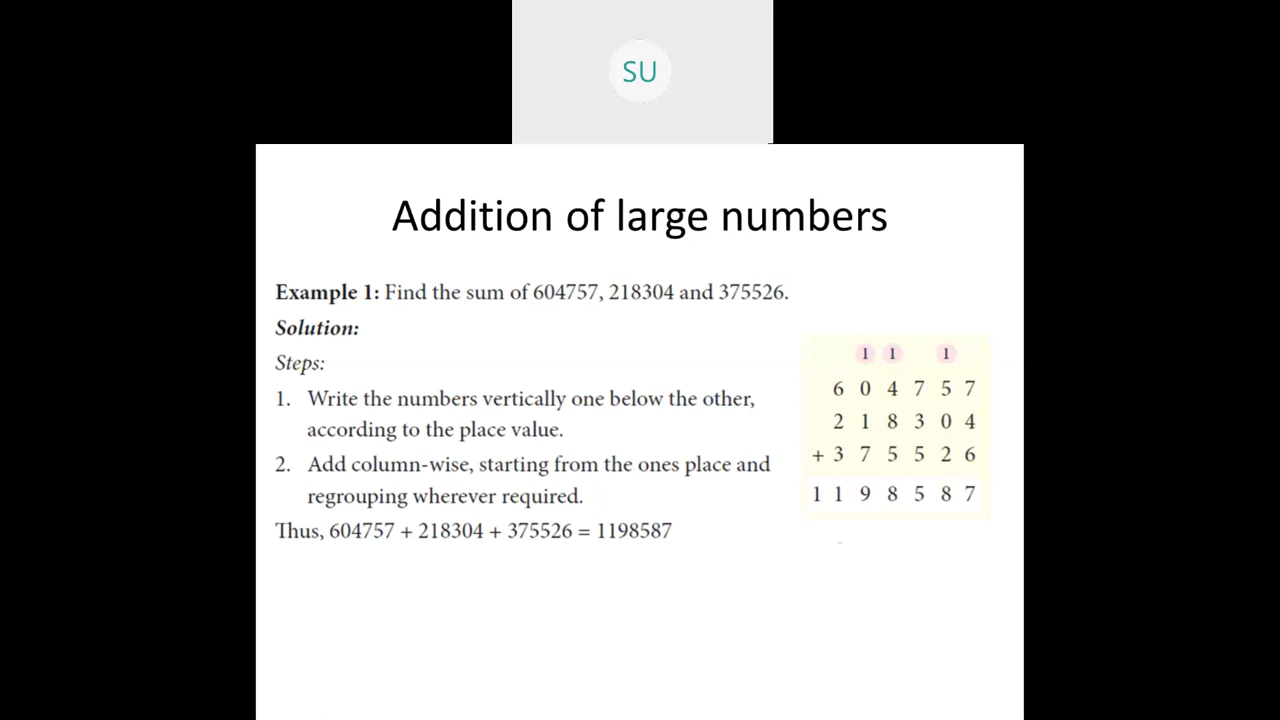 SU
Addition of large numbers
Example 1: Find the sum of 604757, 218304 and 375526.
Solution:
Steps:
1. Write the numbers vertically one below the other,
according to the place value.
2. Add column-wise, starting from the ones place and
regrouping wherever required.
Thus, 604757 + 218304 + 375526 = 1198587
1 1 1
6 0 4 7 5 7
2 1 8 3 0 4
+ 3 7 5 5 2 6
1 1 9 8 5 8 7